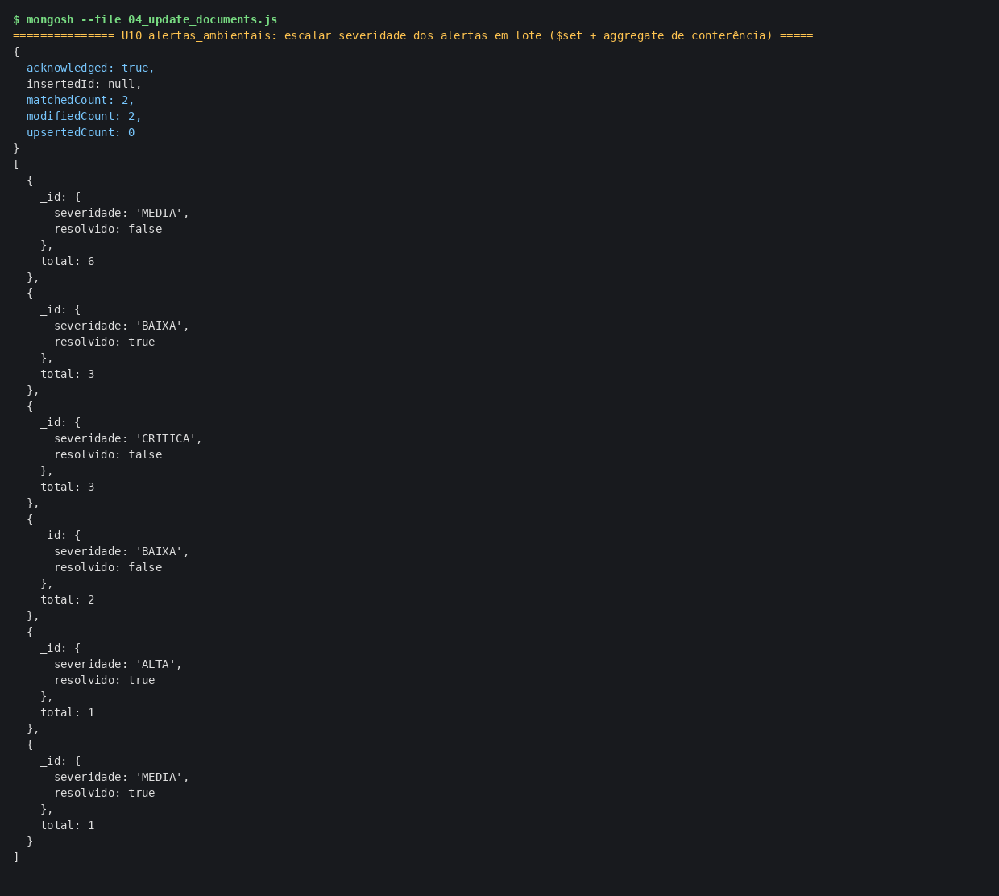 $ mongosh --file 04_update_documents.js
=============== U10 alertas_ambientais: escalar severidade dos alertas em lote ($set + aggregate de conferência) =====
{
  acknowledged: true,
  insertedId: null,
  matchedCount: 2,
  modifiedCount: 2,
  upsertedCount: 0
}
[
  {
    _id: {
      severidade: 'MEDIA',
      resolvido: false
    },
    total: 6
  },
  {
    _id: {
      severidade: 'BAIXA',
      resolvido: true
    },
    total: 3
  },
  {
    _id: {
      severidade: 'CRITICA',
      resolvido: false
    },
    total: 3
  },
  {
    _id: {
      severidade: 'BAIXA',
      resolvido: false
    },
    total: 2
  },
  {
    _id: {
      severidade: 'ALTA',
      resolvido: true
    },
    total: 1
  },
  {
    _id: {
      severidade: 'MEDIA',
      resolvido: true
    },
    total: 1
  }
]